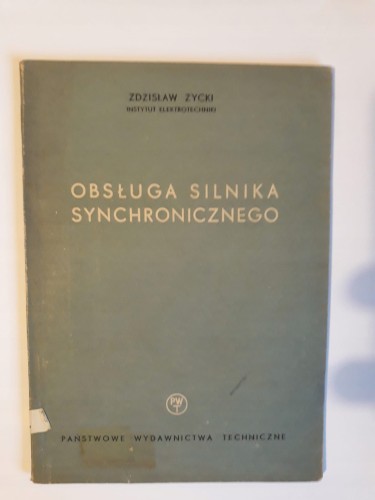 ZDZISŁAW ŻYCKI
INSTYTUT ELEKTROTECHNIKI
OBSŁUGA SILNIKA
SYNCHRONICZNEGO
PWT
PAŃSTWOWE WYDAWNICTWA TECHNICZNE